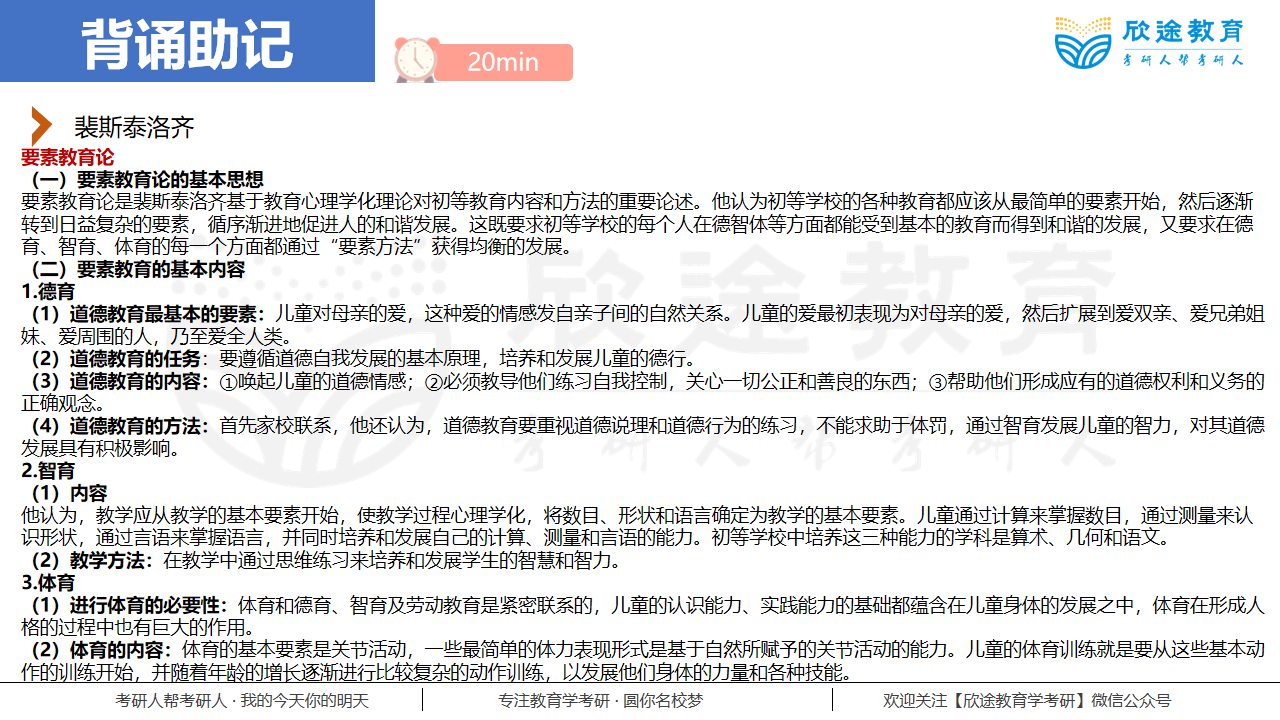 背诵助记
20min
欣途教育
考研人帮考研人
裴斯泰洛齐
要素教育论
（一）要素教育论的基本思想
要素教育论是裴斯泰洛齐基于教育心理学化理论对初等教育内容和方法的重要论述。他认为初等学校的各种教育都应该从最简单的要素开始，然后逐渐
转到日益复杂的要素，循序渐进地促进人的和谐发展。这既要求初等学校的每个人在德智体等方面都能受到基本的教育而得到和谐的发展，又要求在德
育、智育、体育的每一个方面都通过“要素方法”获得均衡的发展。
（二）要素教育的基本内容
1.德育
（1）道德教育最基本的要素：儿童对母亲的爱，这种爱的情感发自亲子间的自然关系。儿童的爱最初表现为对母亲的爱，然后扩展到爱双亲、爱兄弟姐
妹、爱周围的人，乃至爱全人类。
（2）道德教育的任务：要遵循道德自我发展的基本原理，培养和发展儿童的德行。
（3）道德教育的内容：①唤起儿童的道德情感；②必须教导他们练习自我控制，关心一切公正和善良的东西；③帮助他们形成应有的道德权利和义务的
正确观念。
（4）道德教育的方法：首先家校联系，他还认为，道德教育要重视道德说理和道德行为的练习，不能求助于体罚，通过智育发展儿童的智力，对其道德
发展具有积极影响。
2.智育
（1）内容
他认为，教学应从教学的基本要素开始，使教学过程心理学化，将数目、形状和语言确定为教学的基本要素。儿童通过计算来掌握数目，通过测量来认
识形状，通过言语来掌握语言，并同时培养和发展自己的计算、测量和言语的能力。初等学校中培养这三种能力的学科是算术、几何和语文。
（2）教学方法：在教学中通过思维练习来培养和发展学生的智慧和智力。
3.体育
（1）进行体育的必要性：体育和德育、智育及劳动教育是紧密联系的，儿童的认识能力、实践能力的基础都蕴含在儿童身体的发展之中，体育在形成人
格的过程中也有巨大的作用。
（2）体育的内容：体育的基本要素是关节活动，一些最简单的体力表现形式是基于自然所赋予的关节活动的能力。儿童的体育训练就是要从这些基本动
作的训练开始，并随着年龄的增长逐渐进行比较复杂的动作训练，以发展他们身体的力量和各种技能。
欣途教育
考研人帮考研人
考研人帮考研人·我的今天你的明天
专注教育学考研·圆你名校梦
欢迎关注【欣途教育学考研】微信公众号